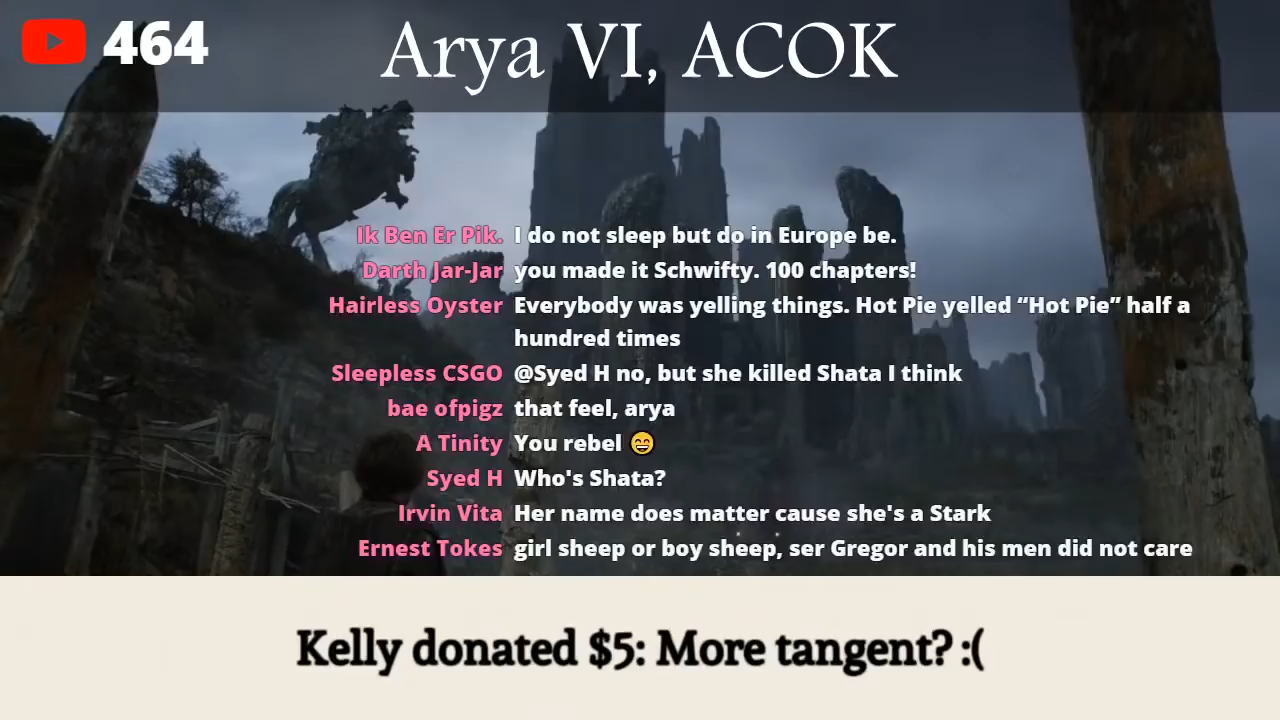 464
Arya VI, ACOK
Ik Ben Er Pik. I do not sleep but do in Europe be.
Darth Jar-Jar you made it Schwifty. 100 chapters!
Hairless Oyster Everybody was yelling things. Hot Pie yelled “Hot Pie” half a
hundred times
Sleepless CSGO @Syed H no, but she killed Shata I think
bae ofpigz that feel, arya
A Tinity You rebel 😄
Syed H Who's Shata?
Irvin Vita Her name does matter cause she's a Stark
Ernest Tokes girl sheep or boy sheep, ser Gregor and his men did not care
Kelly donated $5: More tangent? :(